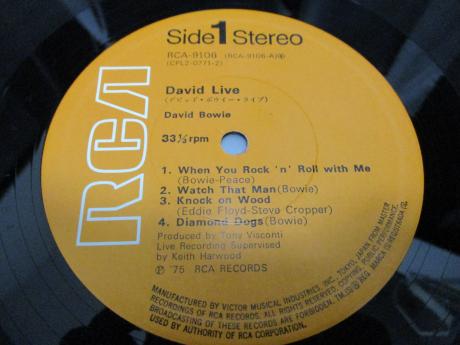 Side 1 Stereo
RCA-9106 (RCA-9106-A)
(CPL2-0771-2)
David Live
(デビッド・ボウイー・ライブ)
David Bowie
33⅓ rpm
RCA
1. When You Rock 'n' Roll with Me
(Bowie-Peace)
2. Watch That Man (Bowie)
3. Knock on Wood
(Eddie Floyd-Steve Cropper)
4. Diamond Dogs (Bowie)
Produced by Tony Visconti
Live Recording Supervised
by Keith Harwood
℗ '75 RCA RECORDS
MANUFACTURED BY VICTOR MUSICAL INDUSTRIES, INC. TOKYO, JAPAN FROM MASTER
RECORDINGS OF RCA RECORDS. ALL RIGHTS RESERVED. COPYING, PUBLIC PERFORMANCE,
BROADCASTING OF THESE RECORDS ARE FORBIDDEN. TM.(S) ® REG. MARCA (S) REGISTRADA (S)
USED BY AUTHORITY OF RCA CORPORATION.